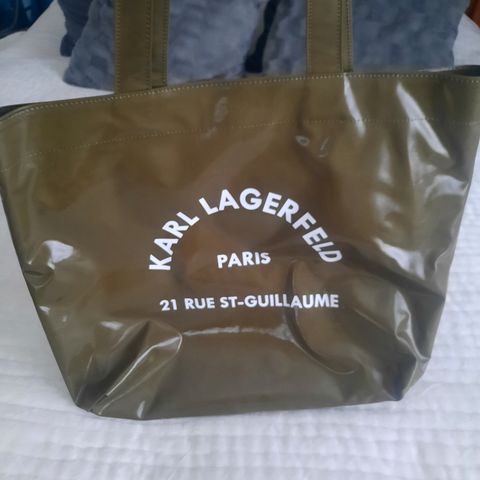 KARL LAGERFELD
PARIS
21 RUE ST-GUILLAUME